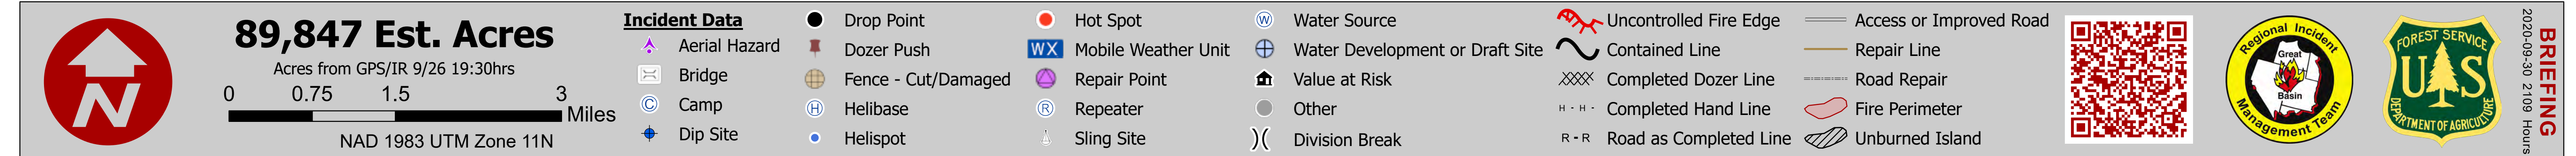 N
89,847 Est. Acres
Acres from GPS/IR 9/26 19:30hrs
0 0.75 1.5 3
Miles
NAD 1983 UTM Zone 11N
Incident Data
Aerial Hazard
Bridge
C Camp
Dip Site
Drop Point
Dozer Push
Fence - Cut/Damaged
H Helibase
Helispot
Hot Spot
WX Mobile Weather Unit
Repair Point
R Repeater
Sling Site
W Water Source
Water Development or Draft Site
Value at Risk
Other
Division Break
Uncontrolled Fire Edge
Contained Line
Completed Dozer Line
H - H - Completed Hand Line
R - R Road as Completed Line
Access or Improved Road
Repair Line
Road Repair
Fire Perimeter
Unburned Island
Regional Incident
Great
Basin
Management Team
FOREST SERVICE
U S
DEPARTMENT OF AGRICULTURE
BRIEFING
2020-09-30 2109 Hours